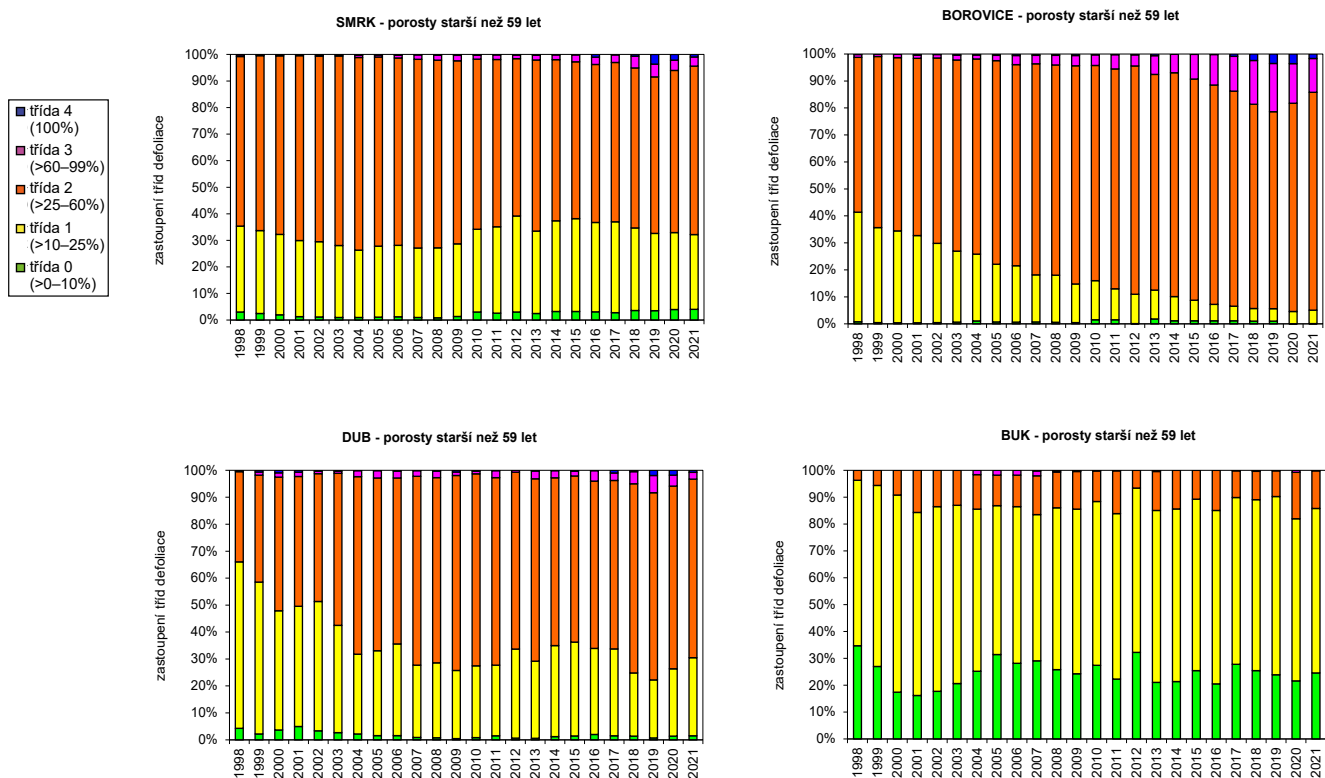 SMRK - porosty starší než 59 let
100%
90%
80%
70%
60%
50%
40%
30%
20%
10%
0%
zastoupení tříd defoliace
1998 1999 2000 2001 2002 2003 2004 2005 2006 2007 2008 2009 2010 2011 2012 2013 2014 2015 2016 2017 2018 2019 2020 2021
třída 4
(100%)
třída 3
(>60–99%)
třída 2
(>25–60%)
třída 1
(>10–25%)
třída 0
(>0–10%)
BOROVICE - porosty starší než 59 let
100%
90%
80%
70%
60%
50%
40%
30%
20%
10%
0%
zastoupení tříd defoliace
1998 1999 2000 2001 2002 2003 2004 2005 2006 2007 2008 2009 2010 2011 2012 2013 2014 2015 2016 2017 2018 2019 2020 2021
DUB - porosty starší než 59 let
100%
90%
80%
70%
60%
50%
40%
30%
20%
10%
0%
zastoupení tříd defoliace
1998 1999 2000 2001 2002 2003 2004 2005 2006 2007 2008 2009 2010 2011 2012 2013 2014 2015 2016 2017 2018 2019 2020 2021
BUK - porosty starší než 59 let
100%
90%
80%
70%
60%
50%
40%
30%
20%
10%
0%
zastoupení tříd defoliace
1998 1999 2000 2001 2002 2003 2004 2005 2006 2007 2008 2009 2010 2011 2012 2013 2014 2015 2016 2017 2018 2019 2020 2021